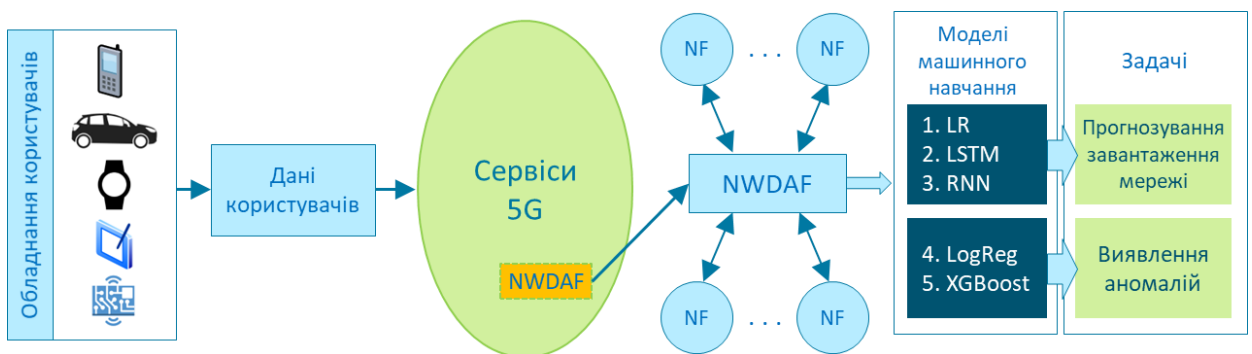 Обладнання користувачів
Дані
користувачів
Сервіси
5G
NWDAF
NF . . . NF
NWDAF
NF . . . NF
Моделі
машинного
навчання
1. LR
2. LSTM
3. RNN
4. LogReg
5. XGBoost
Задачі
Прогнозування
завантаження
мережі
Виявлення
аномалій